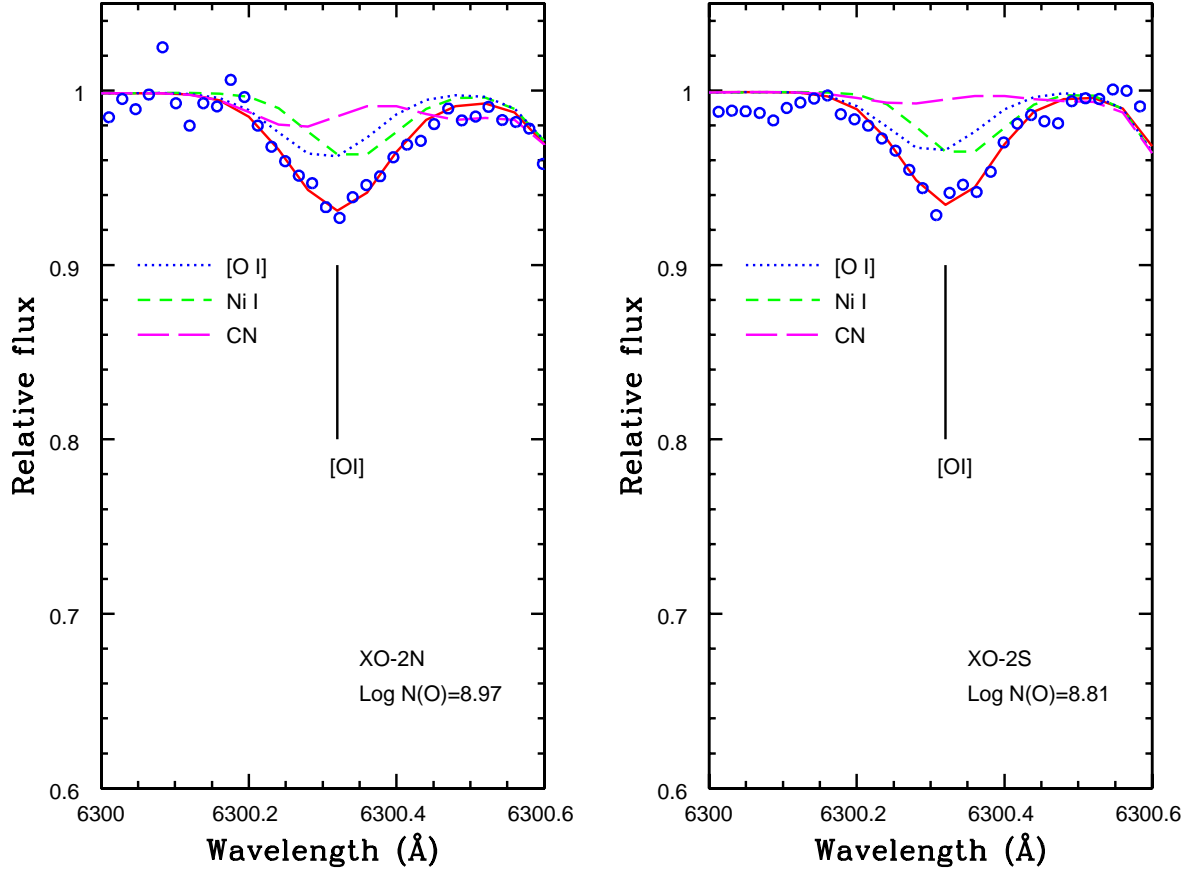 1
0.9
0.8
0.7
0.6
Relative flux
[O I]
Ni I
CN
[OI]
XO-2N
Log N(O)=8.97
6300
6300.2
6300.4
6300.6
Wavelength (Å)
1
0.9
0.8
0.7
0.6
Relative flux
[O I]
Ni I
CN
[OI]
XO-2S
Log N(O)=8.81
6300
6300.2
6300.4
6300.6
Wavelength (Å)